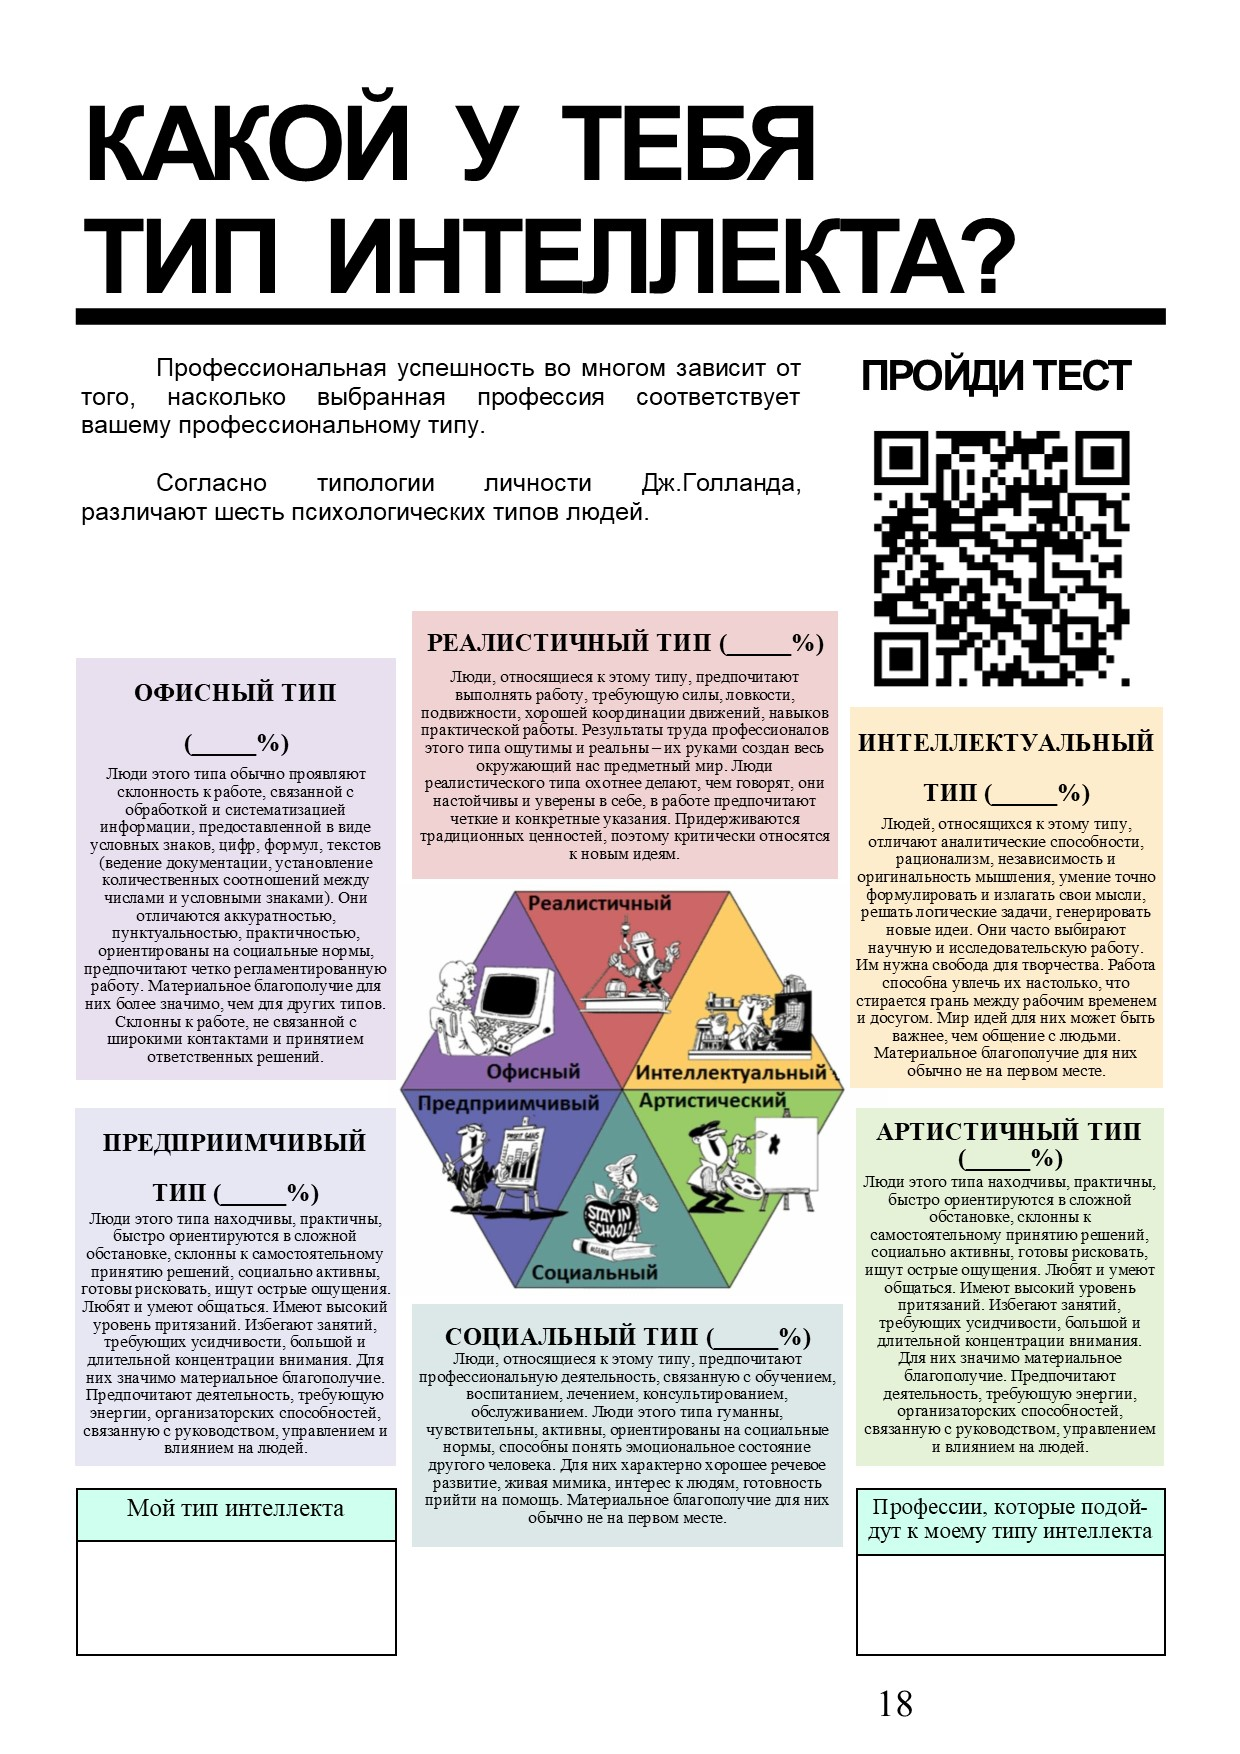 КАКОЙ У ТЕБЯ
ТИП ИНТЕЛЛЕКТА?
Профессиональная успешность во многом зависит от
того, насколько выбранная профессия соответствует
вашему профессиональному типу.
Согласно типологии личности Дж.Голланда,
различают шесть психологических типов людей.
ПРОЙДИ ТЕСТ
РЕАЛИСТИЧНЫЙ ТИП (_____%)
Люди, относящиеся к этому типу, предпочитают
выполнять работу, требующую силы, ловкости,
подвижности, хорошей координации движений, навыков
практической работы. Результаты труда профессионалов
этого типа ощутимы и реальны – их руками создан весь
окружающий нас предметный мир. Люди
реалистического типа охотнее делают, чем говорят, они
настойчивы и уверены в себе, в работе предпочитают
четкие и конкретные указания. Придерживаются
традиционных ценностей, поэтому критически относятся
к новым идеям.
ОФИСНЫЙ ТИП
(_____%)
Люди этого типа обычно проявляют
склонность к работе, связанной с
обработкой и систематизацией
информации, предоставленной в виде
условных знаков, цифр, формул, текстов
(ведение документации, установление
количественных соотношений между
числами и условными знаками). Они
отличаются аккуратностью,
пунктуальностью, практичностью,
ориентированы на социальные нормы,
предпочитают четко регламентированную
работу. Материальное благополучие для
них более значимо, чем для других типов.
Склонны к работе, не связанной с
широкими контактами и принятием
ответственных решений.
ИНТЕЛЛЕКТУАЛЬНЫЙ
ТИП (_____%)
Людей, относящихся к этому типу,
отличают аналитические способности,
рационализм, независимость и
оригинальность мышления, умение точно
формулировать и излагать свои мысли,
решать логические задачи, генерировать
новые идеи. Они часто выбирают
научную и исследовательскую работу.
Им нужна свобода для творчества. Работа
способна увлечь их настолько, что
стирается грань между рабочим временем
и досугом. Мир идей для них может быть
важнее, чем общение с людьми.
Материальное благополучие для них
обычно не на первом месте.
Реалистичный
Офисный
Интеллектуальный
Предприимчивый
Артистический
STAY IN
SCHOOL!
Социальный
ПРЕДПРИИМЧИВЫЙ
ТИП (_____%)
Люди этого типа находчивы, практичны,
быстро ориентируются в сложной
обстановке, склонны к самостоятельному
принятию решений, социально активны,
готовы рисковать, ищут острые ощущения.
Любят и умеют общаться. Имеют высокий
уровень притязаний. Избегают занятий,
требующих усидчивости, большой и
длительной концентрации внимания. Для
них значимо материальное благополучие.
Предпочитают деятельность, требующую
энергии, организаторских способностей,
связанную с руководством, управлением и
влиянием на людей.
АРТИСТИЧНЫЙ ТИП
(_____%)
Люди этого типа находчивы, практичны,
быстро ориентируются в сложной
обстановке, склонны к
самостоятельному принятию решений,
социально активны, готовы рисковать,
ищут острые ощущения. Любят и умеют
общаться. Имеют высокий уровень
притязаний. Избегают занятий,
требующих усидчивости, большой и
длительной концентрации внимания.
Для них значимо материальное
благополучие. Предпочитают
деятельность, требующую энергии,
организаторских способностей,
связанную с руководством, управлением
и влиянием на людей.
СОЦИАЛЬНЫЙ ТИП (_____%)
Люди, относящиеся к этому типу, предпочитают
профессиональную деятельность, связанную с обучением,
воспитанием, лечением, консультированием,
обслуживанием. Люди этого типа гуманны,
чувствительны, активны, ориентированы на социальные
нормы, способны понять эмоциональное состояние
другого человека. Для них характерно хорошее речевое
развитие, живая мимика, интерес к людям, готовность
прийти на помощь. Материальное благополучие для них
обычно не на первом месте.
Мой тип интеллекта
Профессии, которые подой-
дут к моему типу интеллекта
18